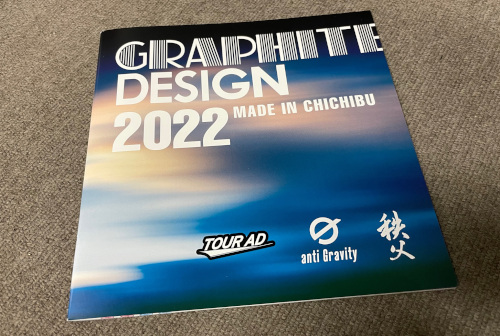 GRAPHITE
DESIGN
2022 MADE IN CHICHIBU
TOUR AD
anti Gravity
秩父